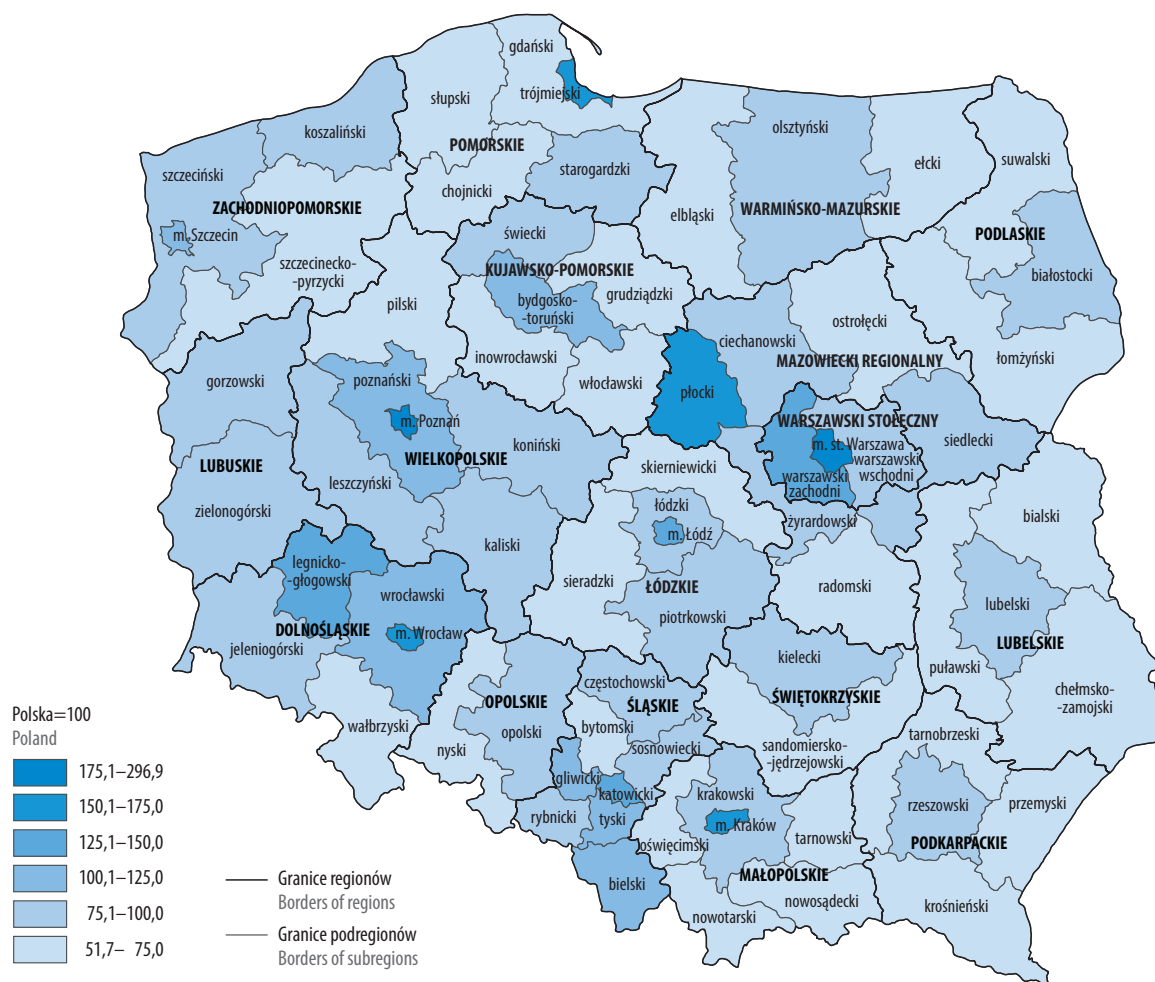 gdański
trójmiejski
słupski
koszaliński
POMORSKIE
olsztyński
ełcki
suwalski
szczeciński
starogardzki
chojnicki
ZACHODNIOPOMORSKIE
elbląski
WARMIŃSKO-MAZURSKIE
m. Szczecin
świecki
PODLASKIE
szczecinecko-
-pyrzycki
KUJAWSKO-POMORSKIE
białostocki
pilski
bydgosko-
-toruński
grudziądzki
ostrołęcki
ciechanowski
inowrocławski
MAZOWIECKI REGIONALNY
łomżyński
gorzowski
poznański
włocławski
płocki
m. Poznań
WARSZAWSKI STOŁECZNY
koniński
m. st. Warszawa
siedlecki
LUBUSKIE
WIELKOPOLSKIE
skierniewicki
warszawski
wschodni
leszczyński
warszawski
zachodni
zielonogórski
łódzki
żyrardowski
m. Łódź
bialski
kaliski
legnicko-
-głogowski
sieradzki
ŁÓDZKIE
radomski
wrocławski
lubelski
piotrkowski
DOLNOŚLĄSKIE
m. Wrocław
LUBELSKIE
jeleniogórski
kielecki
puławski
częstochowski
OPOLSKIE
ŚLĄSKIE
ŚWIĘTOKRZYSKIE
chełmsko-
-zamojski
wałbrzyski
bytomski
opolski
nyski
sosnowiecki
sandomiersko-
-jędrzejowski
tarnobrzeski
gliwicki
katowicki
krakowski
rzeszowski
przemyski
rybnicki
tyski
m. Kraków
oświęcimski
tarnowski
PODKARPACKIE
bielski
MAŁOPOLSKIE
nowosądecki
krośnieński
nowotarski
Polska=100
Poland
175,1–296,9
150,1–175,0
125,1–150,0
100,1–125,0
75,1–100,0
51,7– 75,0
Granice regionów
Borders of regions
Granice podregionów
Borders of subregions